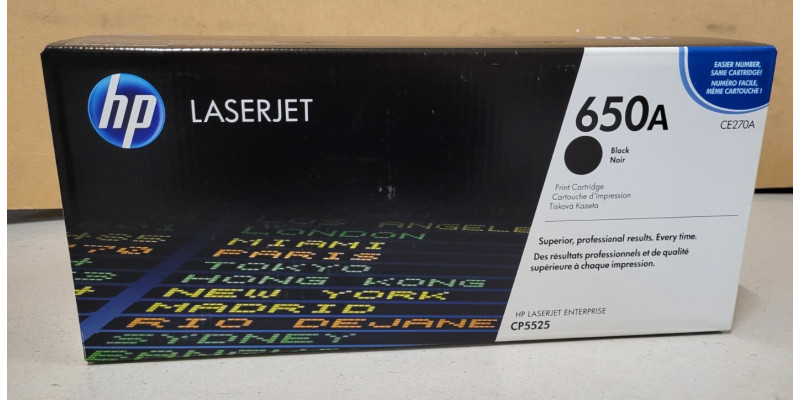 hp
LASERJET
LOS ANGELES
LONDON
MIAMI
PARIS
TOKYO
HONG KONG
NEW YORK
MADRID
RIO DEJANE
SYDNEY
EASIER NUMBER,
SAME CARTRIDGE!
NUMÉRO FACILE,
MÊME CARTOUCHE !
650A
CE270A
Black
Noir
Print Cartridge
Cartouche d'Impression
Tisková Kazeta
Superior, professional results. Every time.
Des résultats professionnels et de qualité
supérieure à chaque impression.
HP LASERJET ENTERPRISE
CP5525